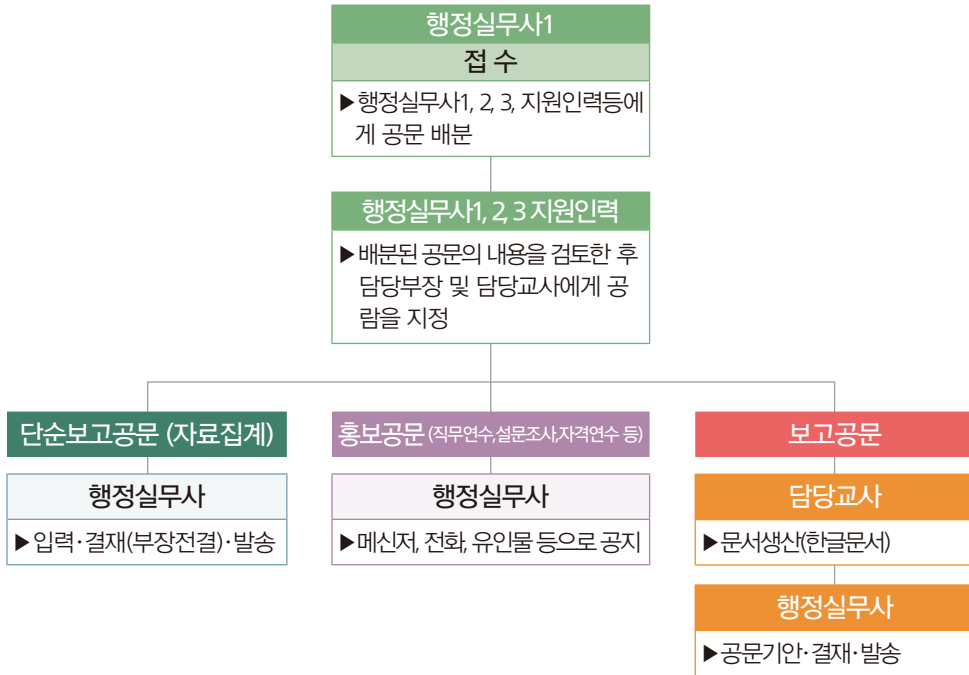 행정실무사1
접 수
▶행정실무사1, 2, 3, 지원인력등에
게 공문 배분
행정실무사1, 2, 3 지원인력
▶배분된 공문의 내용을 검토한 후
담당부장 및 담당교사에게 공
람을 지정
단순보고공문 (자료집계)
행정실무사
▶입력·결재(부장전결)·발송
홍보공문 (직무연수,설문조사,자격연수 등)
행정실무사
▶메신저, 전화, 유인물 등으로 공지
보고공문
담당교사
▶문서생산(한글문서)
행정실무사
▶공문기안·결재·발송